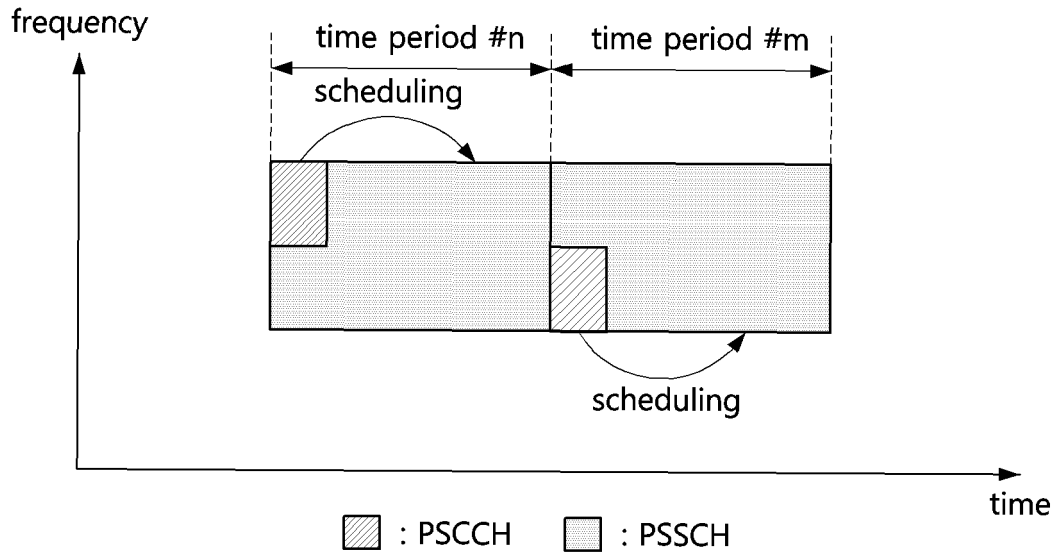 frequency
time period #n
time period #m
scheduling
scheduling
time
: PSCCH
: PSSCH